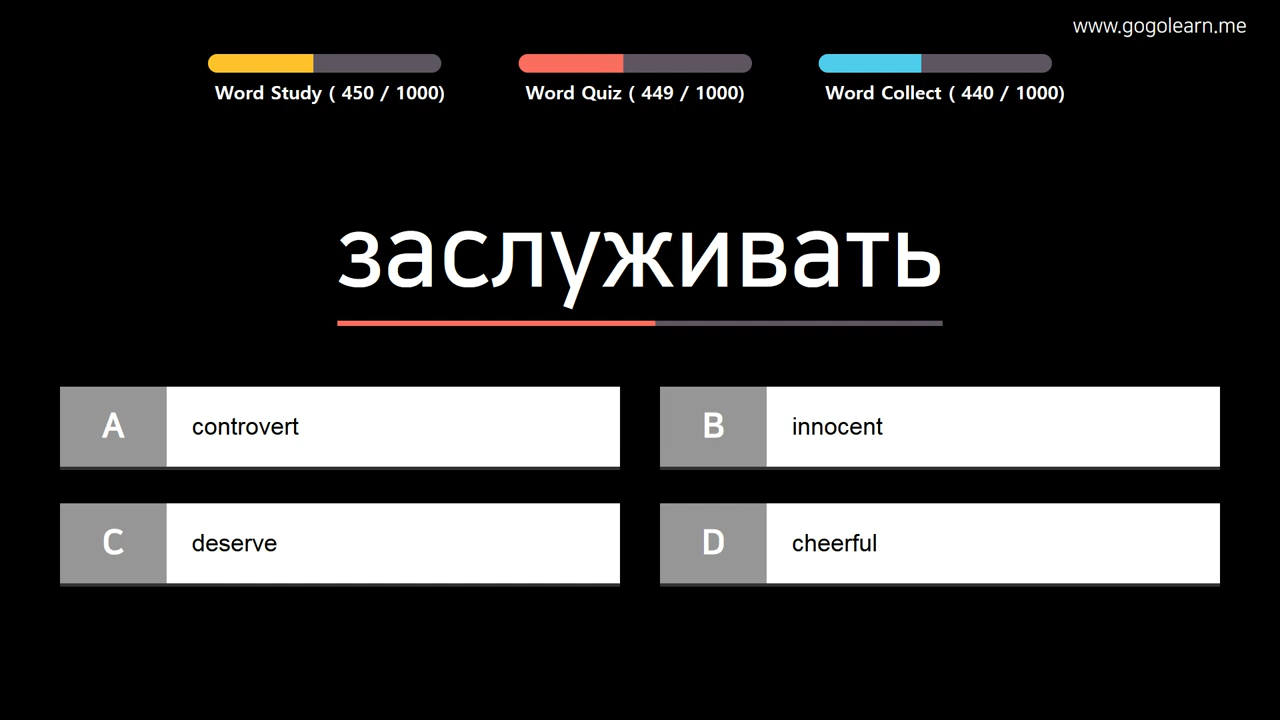 www.gogolearn.me
Word Study ( 450 / 1000)
Word Quiz ( 449 / 1000)
Word Collect ( 440 / 1000)
заслуживать
A controvert
B innocent
C deserve
D cheerful